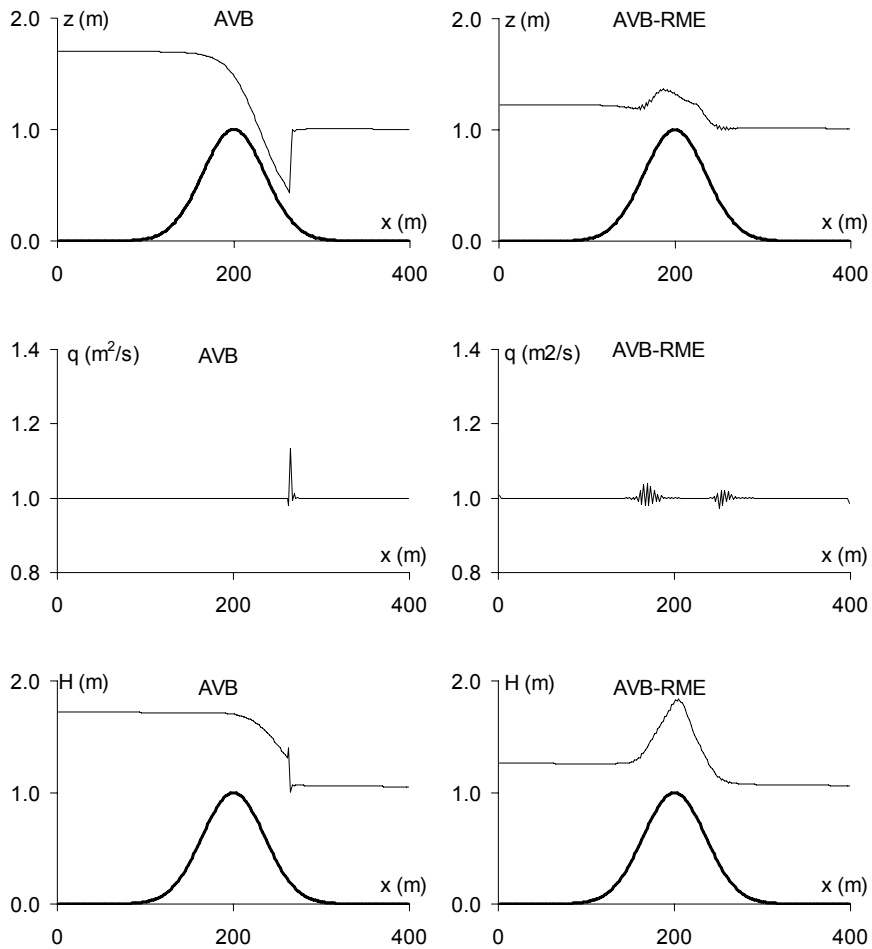 2.0 z (m) AVB
1.0
0.0 x (m)
0 200 400
2.0 z (m) AVB-RME
1.0
0.0 x (m)
0 200 400
1.4 q (m²/s) AVB
1.2
1.0
0.8 x (m)
0 200 400
1.4 q (m2/s) AVB-RME
1.2
1.0
0.8 x (m)
0 200 400
2.0 H (m) AVB
1.0
0.0 x (m)
0 200 400
2.0 H (m) AVB-RME
1.0
0.0 x (m)
0 200 400